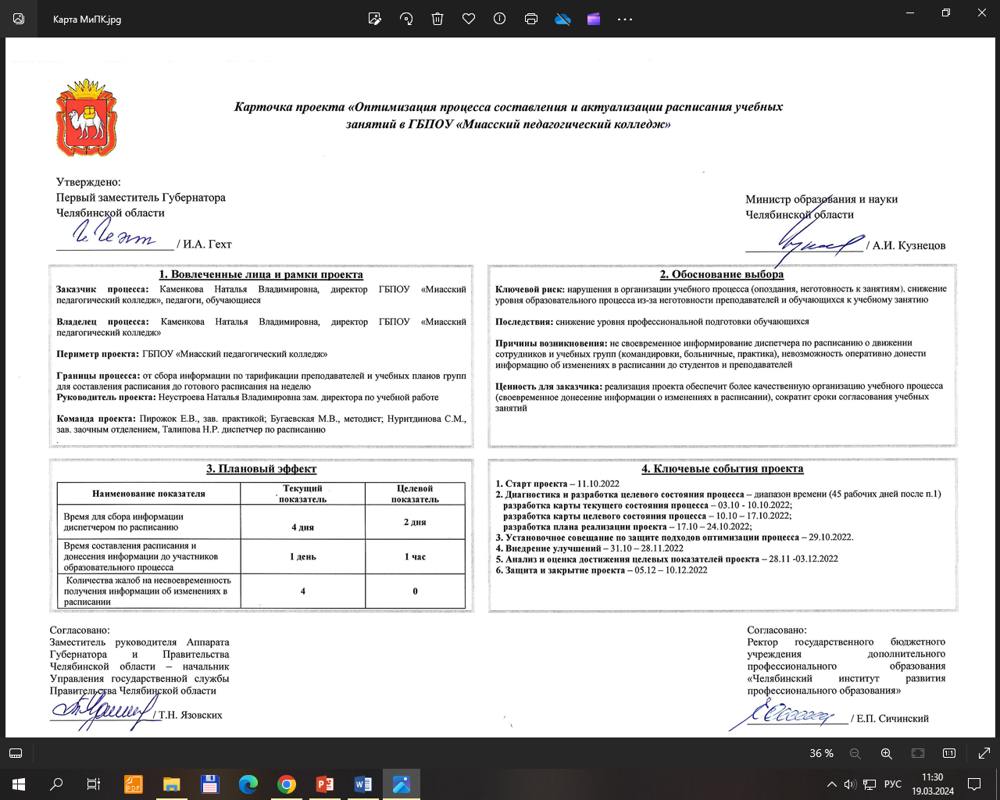 Карта МиПК.jpg
Карточка проекта «Оптимизация процесса составления и актуализации расписания учебных
занятий в ГБПОУ «Миасский педагогический колледж»
Утверждено:
Первый заместитель Губернатора
Челябинской области
/ И.А. Гехт
Министр образования и науки
Челябинской области
/ А.И. Кузнецов
1. Вовлеченные лица и рамки проекта
Заказчик процесса: Каменкова Наталья Владимировна, директор ГБПОУ «Миасский
педагогический колледж», педагоги, обучающиеся
Владелец процесса: Каменкова Наталья Владимировна, директор ГБПОУ «Миасский
педагогический колледж»
Периметр проекта: ГБПОУ «Миасский педагогический колледж»
Границы процесса: от сбора информации по тарификации преподавателей и учебных планов групп
для составления расписания до готового расписания на неделю
Руководитель проекта: Неустроева Наталья Владимировна зам. директора по учебной работе
Команда проекта: Пирожок Е.В., зав. практикой; Бугаевская М.В., методист; Нуритдинова С.М.,
зав. заочным отделением, Талипова Н.Р. диспетчер по расписанию
.
2. Обоснование выбора
Ключевой риск: нарушения в организации учебного процесса (опоздания, неготовность к занятиям), снижение
уровня образовательного процесса из-за неготовности преподавателей и обучающихся к учебному занятию
Последствия: снижение уровня профессиональной подготовки обучающихся
Причины возникновения: не своевременное информирование диспетчера по расписанию о движении
сотрудников и учебных групп (командировки, больничные, практика), невозможность оперативно донести
информацию об изменениях в расписании до студентов и преподавателей
Ценность для заказчика: реализация проекта обеспечит более качественную организацию учебного процесса
(своевременное донесение информации о изменениях в расписании), сократит сроки согласования учебных
занятий
3. Плановый эффект
Наименование показателя
Текущий
показатель
Целевой
показатель
Время для сбора информации
диспетчером по расписанию
4 дня
2 дня
Время составления расписания и
донесения информации до участников
образовательного процесса
1 день
1 час
Количества жалоб на несвоевременность
получения информации об изменениях в
расписании
4
0
4. Ключевые события проекта
1. Старт проекта – 11.10.2022
2. Диагностика и разработка целевого состояния процесса – диапазон времени (45 рабочих дней после п.1)
разработка карты текущего состояния процесса – 03.10 - 10.10.2022;
разработка карты целевого состояния процесса – 10.10 – 17.10.2022;
разработка плана реализации проекта – 17.10 – 24.10.2022;
3. Установочное совещание по защите подходов оптимизации процесса – 29.10.2022.
4. Внедрение улучшений – 31.10 – 28.11.2022
5. Анализ и оценка достижения целевых показателей проекта – 28.11 -03.12.2022
6. Защита и закрытие проекта – 05.12 – 10.12.2022
Согласовано:
Заместитель руководителя Аппарата
Губернатора и Правительства
Челябинской области – начальник
Управления государственной службы
Правительства Челябинской области
/ Т.Н. Язовских
Согласовано:
Ректор государственного бюджетного
учреждения дополнительного
профессионального образования
«Челябинский институт развития
профессионального образования»
/ Е.П. Сичинский
36 %
1:1
PDF
РУС
11:30
19.03.2024